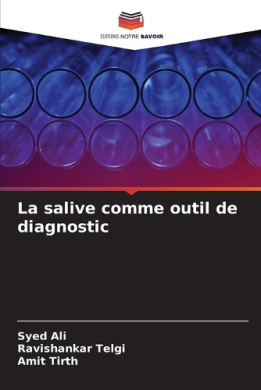 EDITIONS NOTRE SAVOIR
La salive comme outil de
diagnostic
Syed Ali
Ravishankar Telgi
Amit Tirth